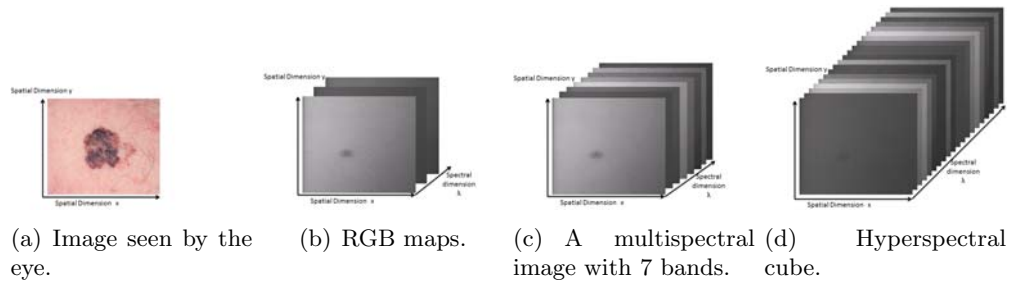 Spatial Dimension y
Spatial Dimension x
Spatial Dimension y
Spectral
dimension
λ
Spatial Dimension x
Spatial Dimension y
Spectral
dimension
λ
Spatial Dimension x
Spatial Dimension y
Spectral
dimension
λ
Spatial Dimension x
(a) Image seen by the
eye.
(b) RGB maps.
(c) A multispectral
image with 7 bands.
(d) Hyperspectral
cube.